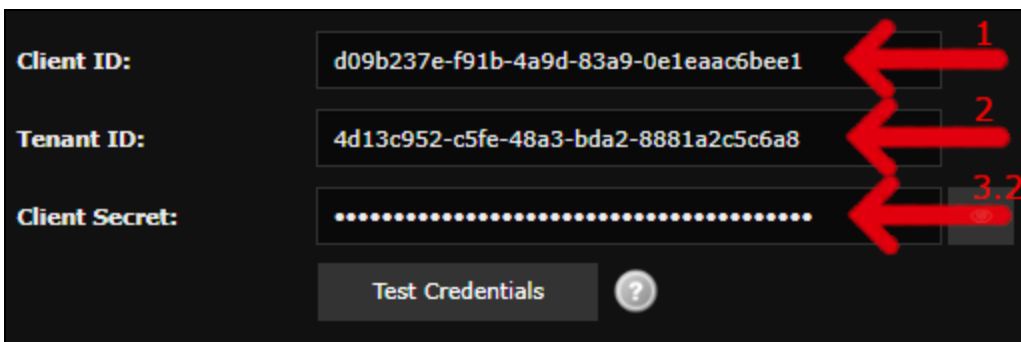 Client ID: d09b237e-f91b-4a9d-83a9-0e1eaac6bee1 1
Tenant ID: 4d13c952-c5fe-48a3-bda2-8881a2c5c6a8 2
Client Secret: •••••••••••••••••••••••••••••••••••••••• 3.2
Test Credentials ?